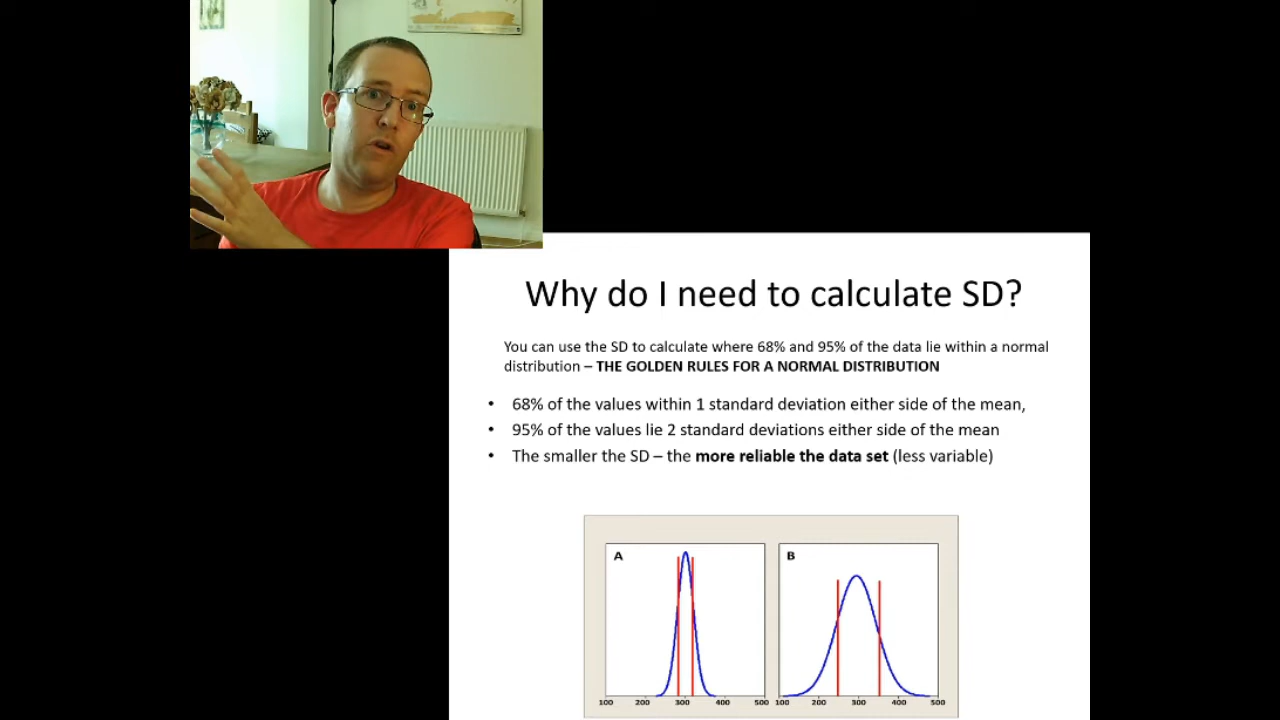 Why do I need to calculate SD?
You can use the SD to calculate where 68% and 95% of the data lie within a normal
distribution – THE GOLDEN RULES FOR A NORMAL DISTRIBUTION
• 68% of the values within 1 standard deviation either side of the mean,
• 95% of the values lie 2 standard deviations either side of the mean
• The smaller the SD – the more reliable the data set (less variable)
A B
100 200 300 400 500 100 200 300 400 500